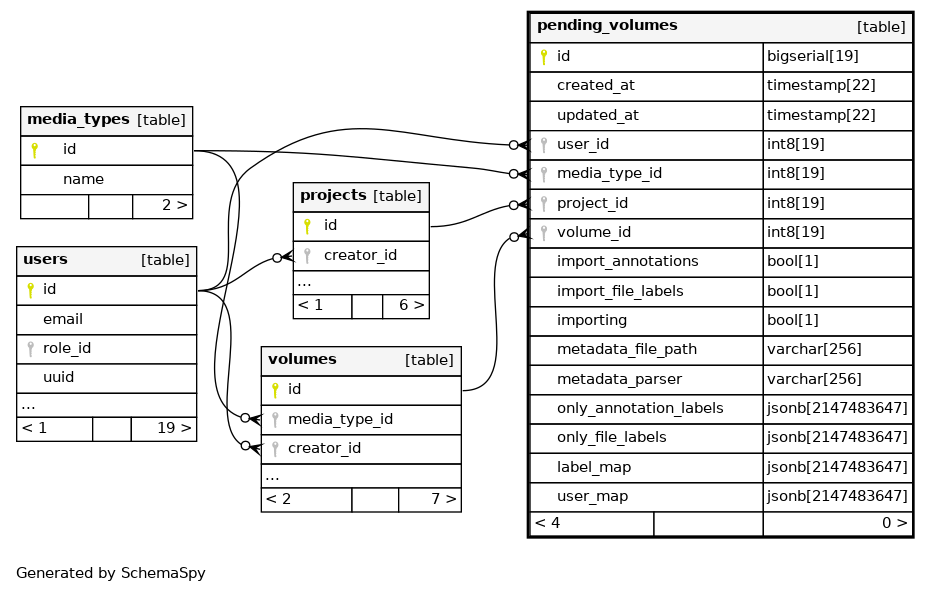 media_types [table]
id
name
2 >
users [table]
id
email
role_id
uuid
...
< 1 19 >
projects [table]
id
creator_id
...
< 1 6 >
volumes [table]
id
media_type_id
creator_id
...
< 2 7 >
pending_volumes [table]
id bigserial[19]
created_at timestamp[22]
updated_at timestamp[22]
user_id int8[19]
media_type_id int8[19]
project_id int8[19]
volume_id int8[19]
import_annotations bool[1]
import_file_labels bool[1]
importing bool[1]
metadata_file_path varchar[256]
metadata_parser varchar[256]
only_annotation_labels jsonb[2147483647]
only_file_labels jsonb[2147483647]
label_map jsonb[2147483647]
user_map jsonb[2147483647]
< 4 0 >
Generated by SchemaSpy